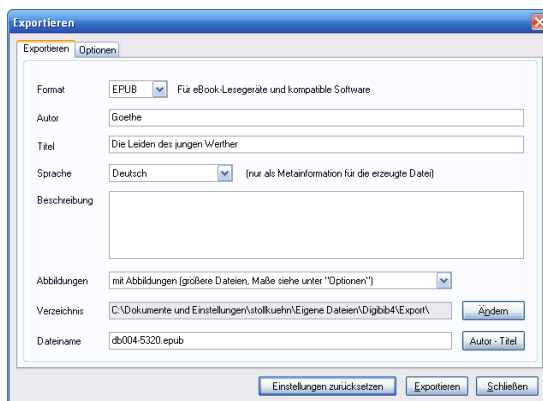 Exportieren
Exportieren Optionen
Format EPUB Für eBook-Lesegeräte und kompatible Software
Autor Goethe
Titel Die Leiden des jungen Werther
Sprache Deutsch (nur als Metainformation für die erzeugte Datei)
Beschreibung
Abbildungen mit Abbildungen (größere Dateien, Maße siehe unter "Optionen")
Verzeichnis C:\Dokumente und Einstellungen\stollkuehn\Eigene Dateien\Digibib4\Export\ Ändern
Dateiname db004-5320.epub Autor - Titel
Einstellungen zurücksetzen Exportieren Schließen